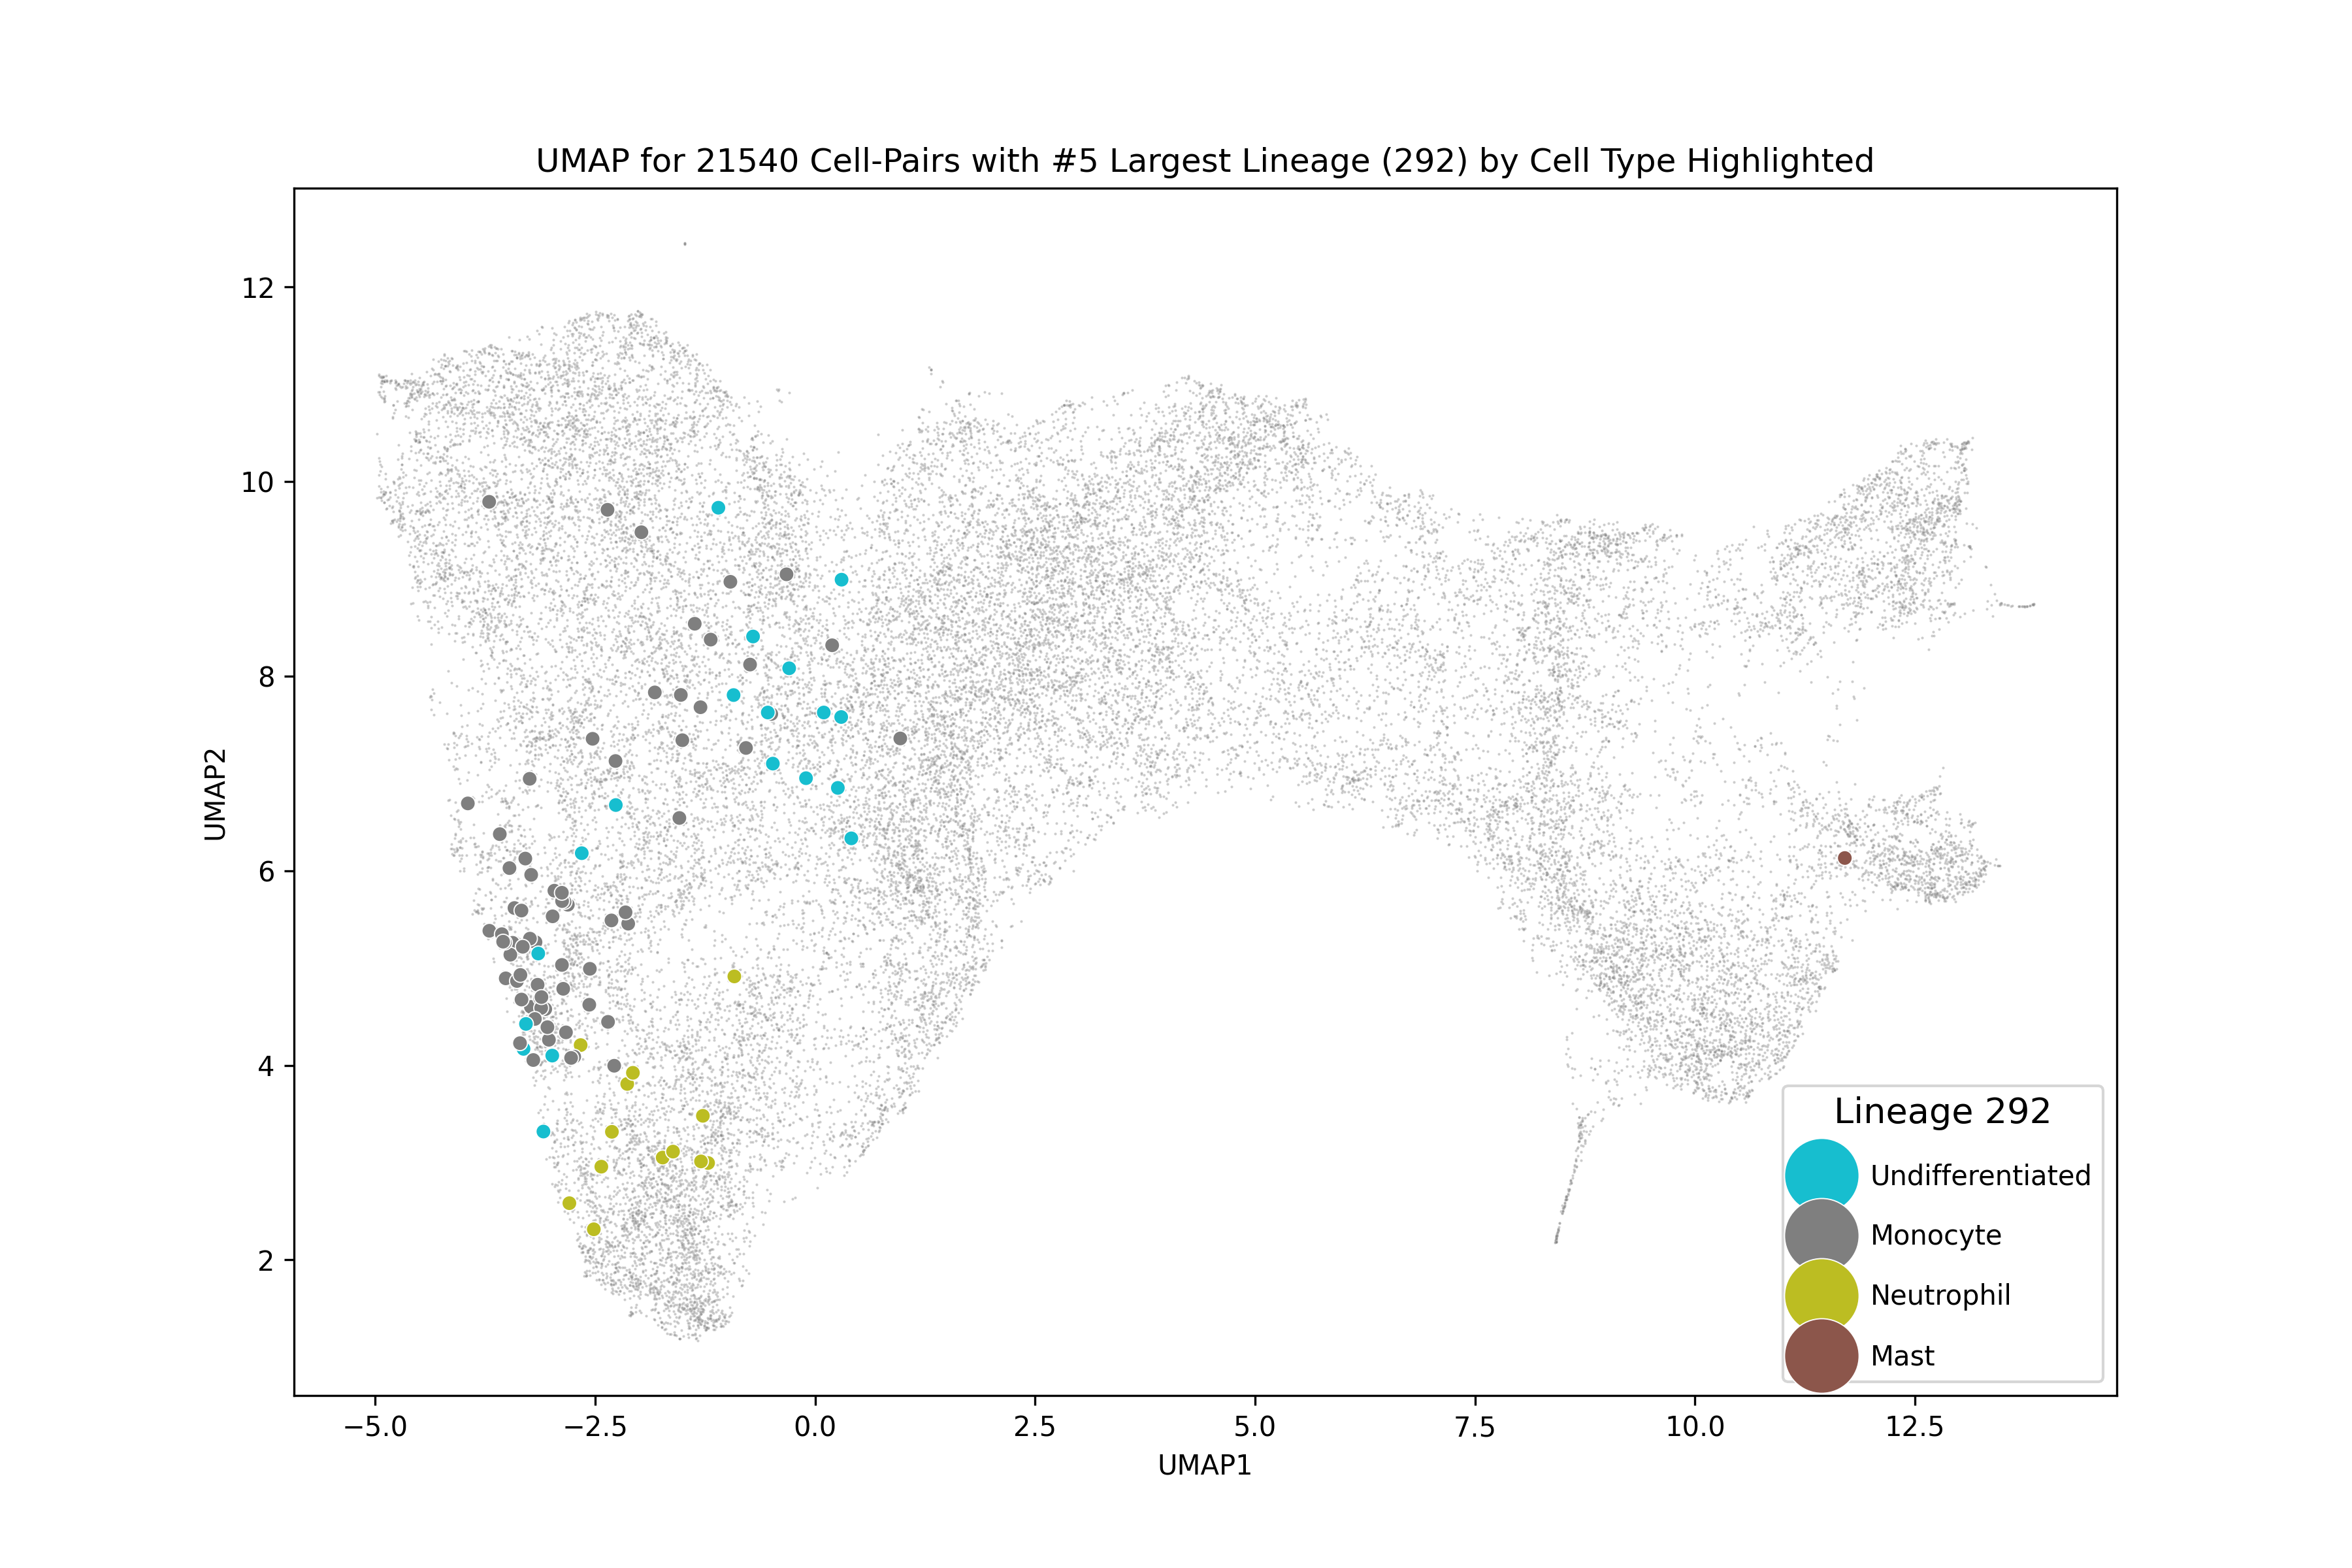 UMAP for 21540 Cell-Pairs with #5 Largest Lineage (292) by Cell Type Highlighted
12
10
8
6
4
2
UMAP2
−5.0
−2.5
0.0
2.5
5.0
7.5
10.0
12.5
UMAP1
Lineage 292
Undifferentiated
Monocyte
Neutrophil
Mast